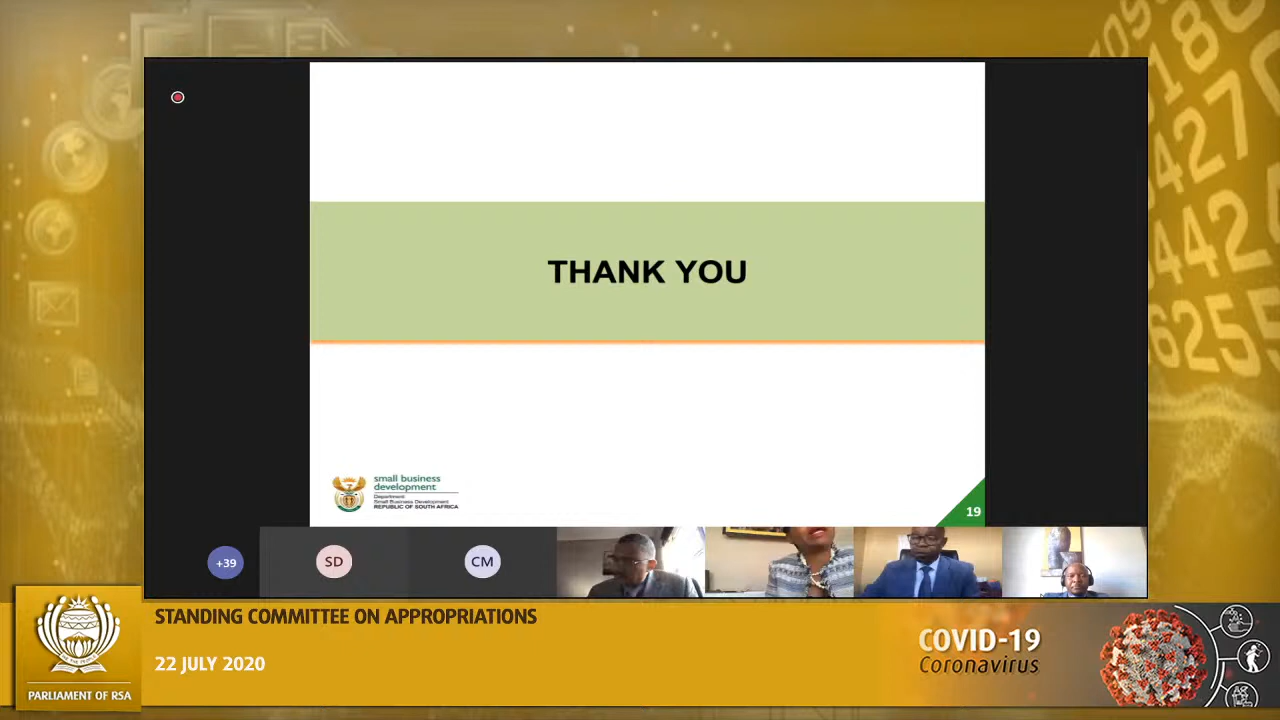 THANK YOU
small business
development
Department:
Small Business Development
REPUBLIC OF SOUTH AFRICA
19
+39
SD
CM
STANDING COMMITTEE ON APPROPRIATIONS
22 JULY 2020
PARLIAMENT OF RSA
COVID-19
Coronavirus